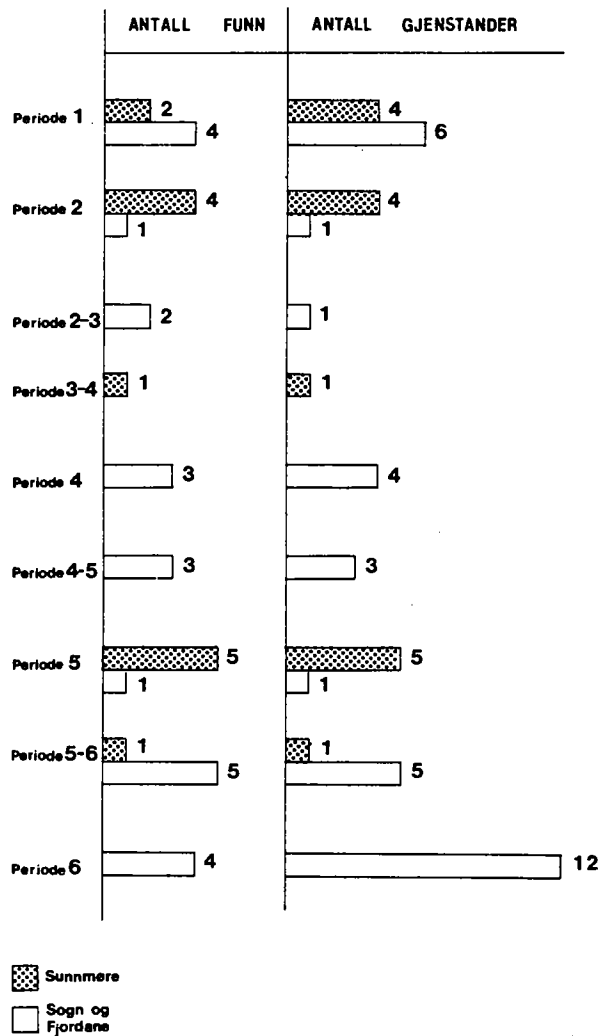 ANTALL FUNN ANTALL GJENSTANDER
Periode 1 2 4
4 6
Periode 2 4 4
1 1
Periode 2-3 2 1
Periode 3-4 1 1
Periode 4 3 4
Periode 4-5 3 3
Periode 5 5 5
1 1
Periode 5-6 1 1
5 5
Periode 6 4 12
Sunnmøre
Sogn og
Fjordane